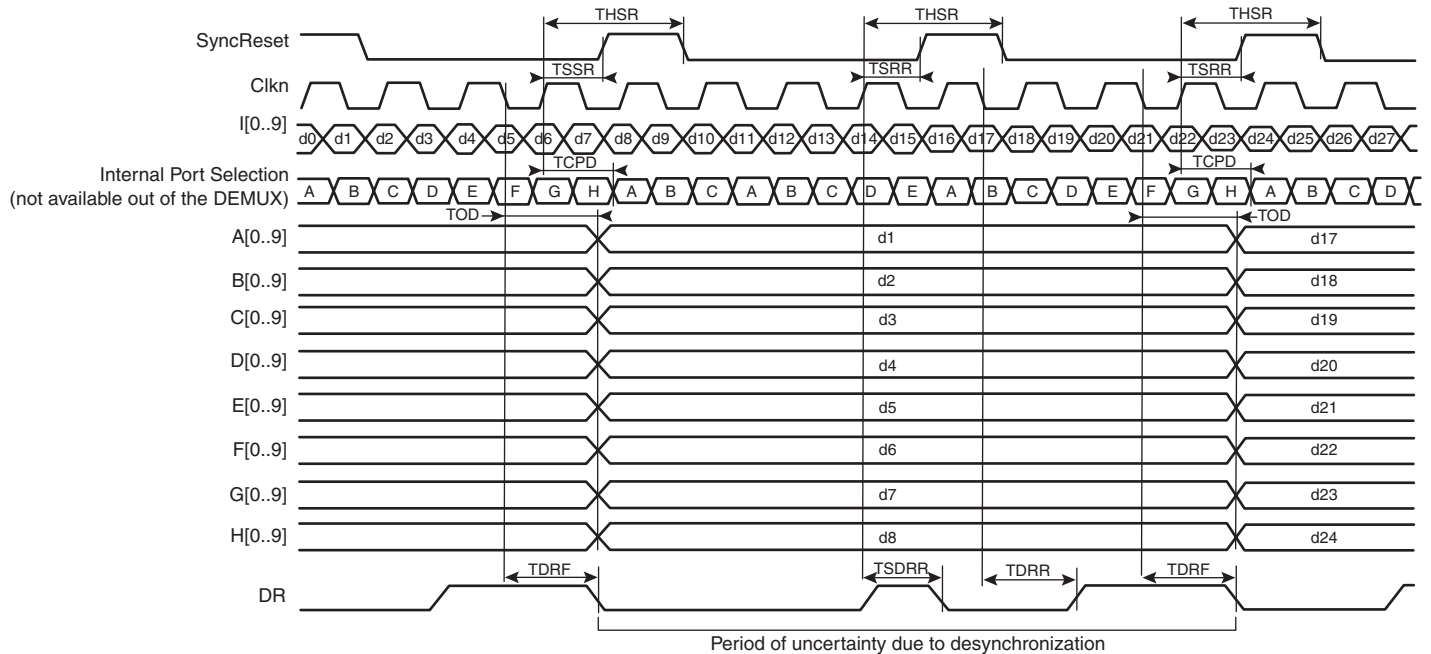 THSR THSR THSR
SyncReset
TSSR TSRR TSRR
Clkn
I[0..9] d0 d1 d2 d3 d4 d5 d6 d7 d8 d9 d10 d11 d12 d13 d14 d15 d16 d17 d18 d19 d20 d21 d22 d23 d24 d25 d26 d27
TCPD TCPD
Internal Port Selection
(not available out of the DEMUX) A B C D E F G H A B C A B C D E A B C D E F G H A B C D
TOD TOD
A[0..9] d1 d17
B[0..9] d2 d18
C[0..9] d3 d19
D[0..9] d4 d20
E[0..9] d5 d21
F[0..9] d6 d22
G[0..9] d7 d23
H[0..9] d8 d24
TDRF TSDRR TDRR TDRF
DR
Period of uncertainty due to desynchronization